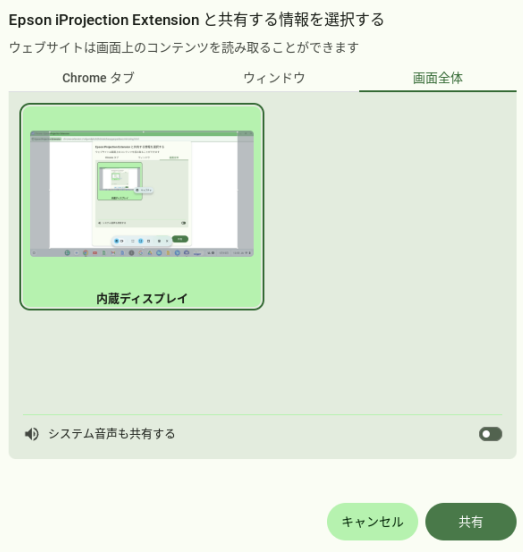 Epson iProjection Extension と共有する情報を選択する
ウェブサイトは画面上のコンテンツを読み取ることができます
Chrome タブ
ウィンドウ
画面全体
内蔵ディスプレイ
システム音声も共有する
キャンセル
共有